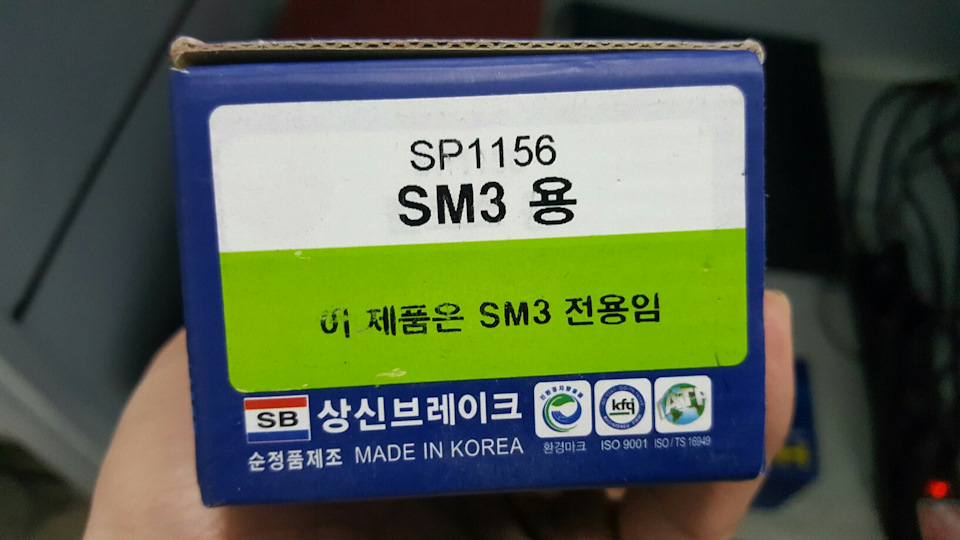 SP1156
SM3 용
이 제품은 SM3 전용임
SB 상신브레이크
순정품제조 MADE IN KOREA
kfq
환경마크 ISO 9001 ISO / TS 16949